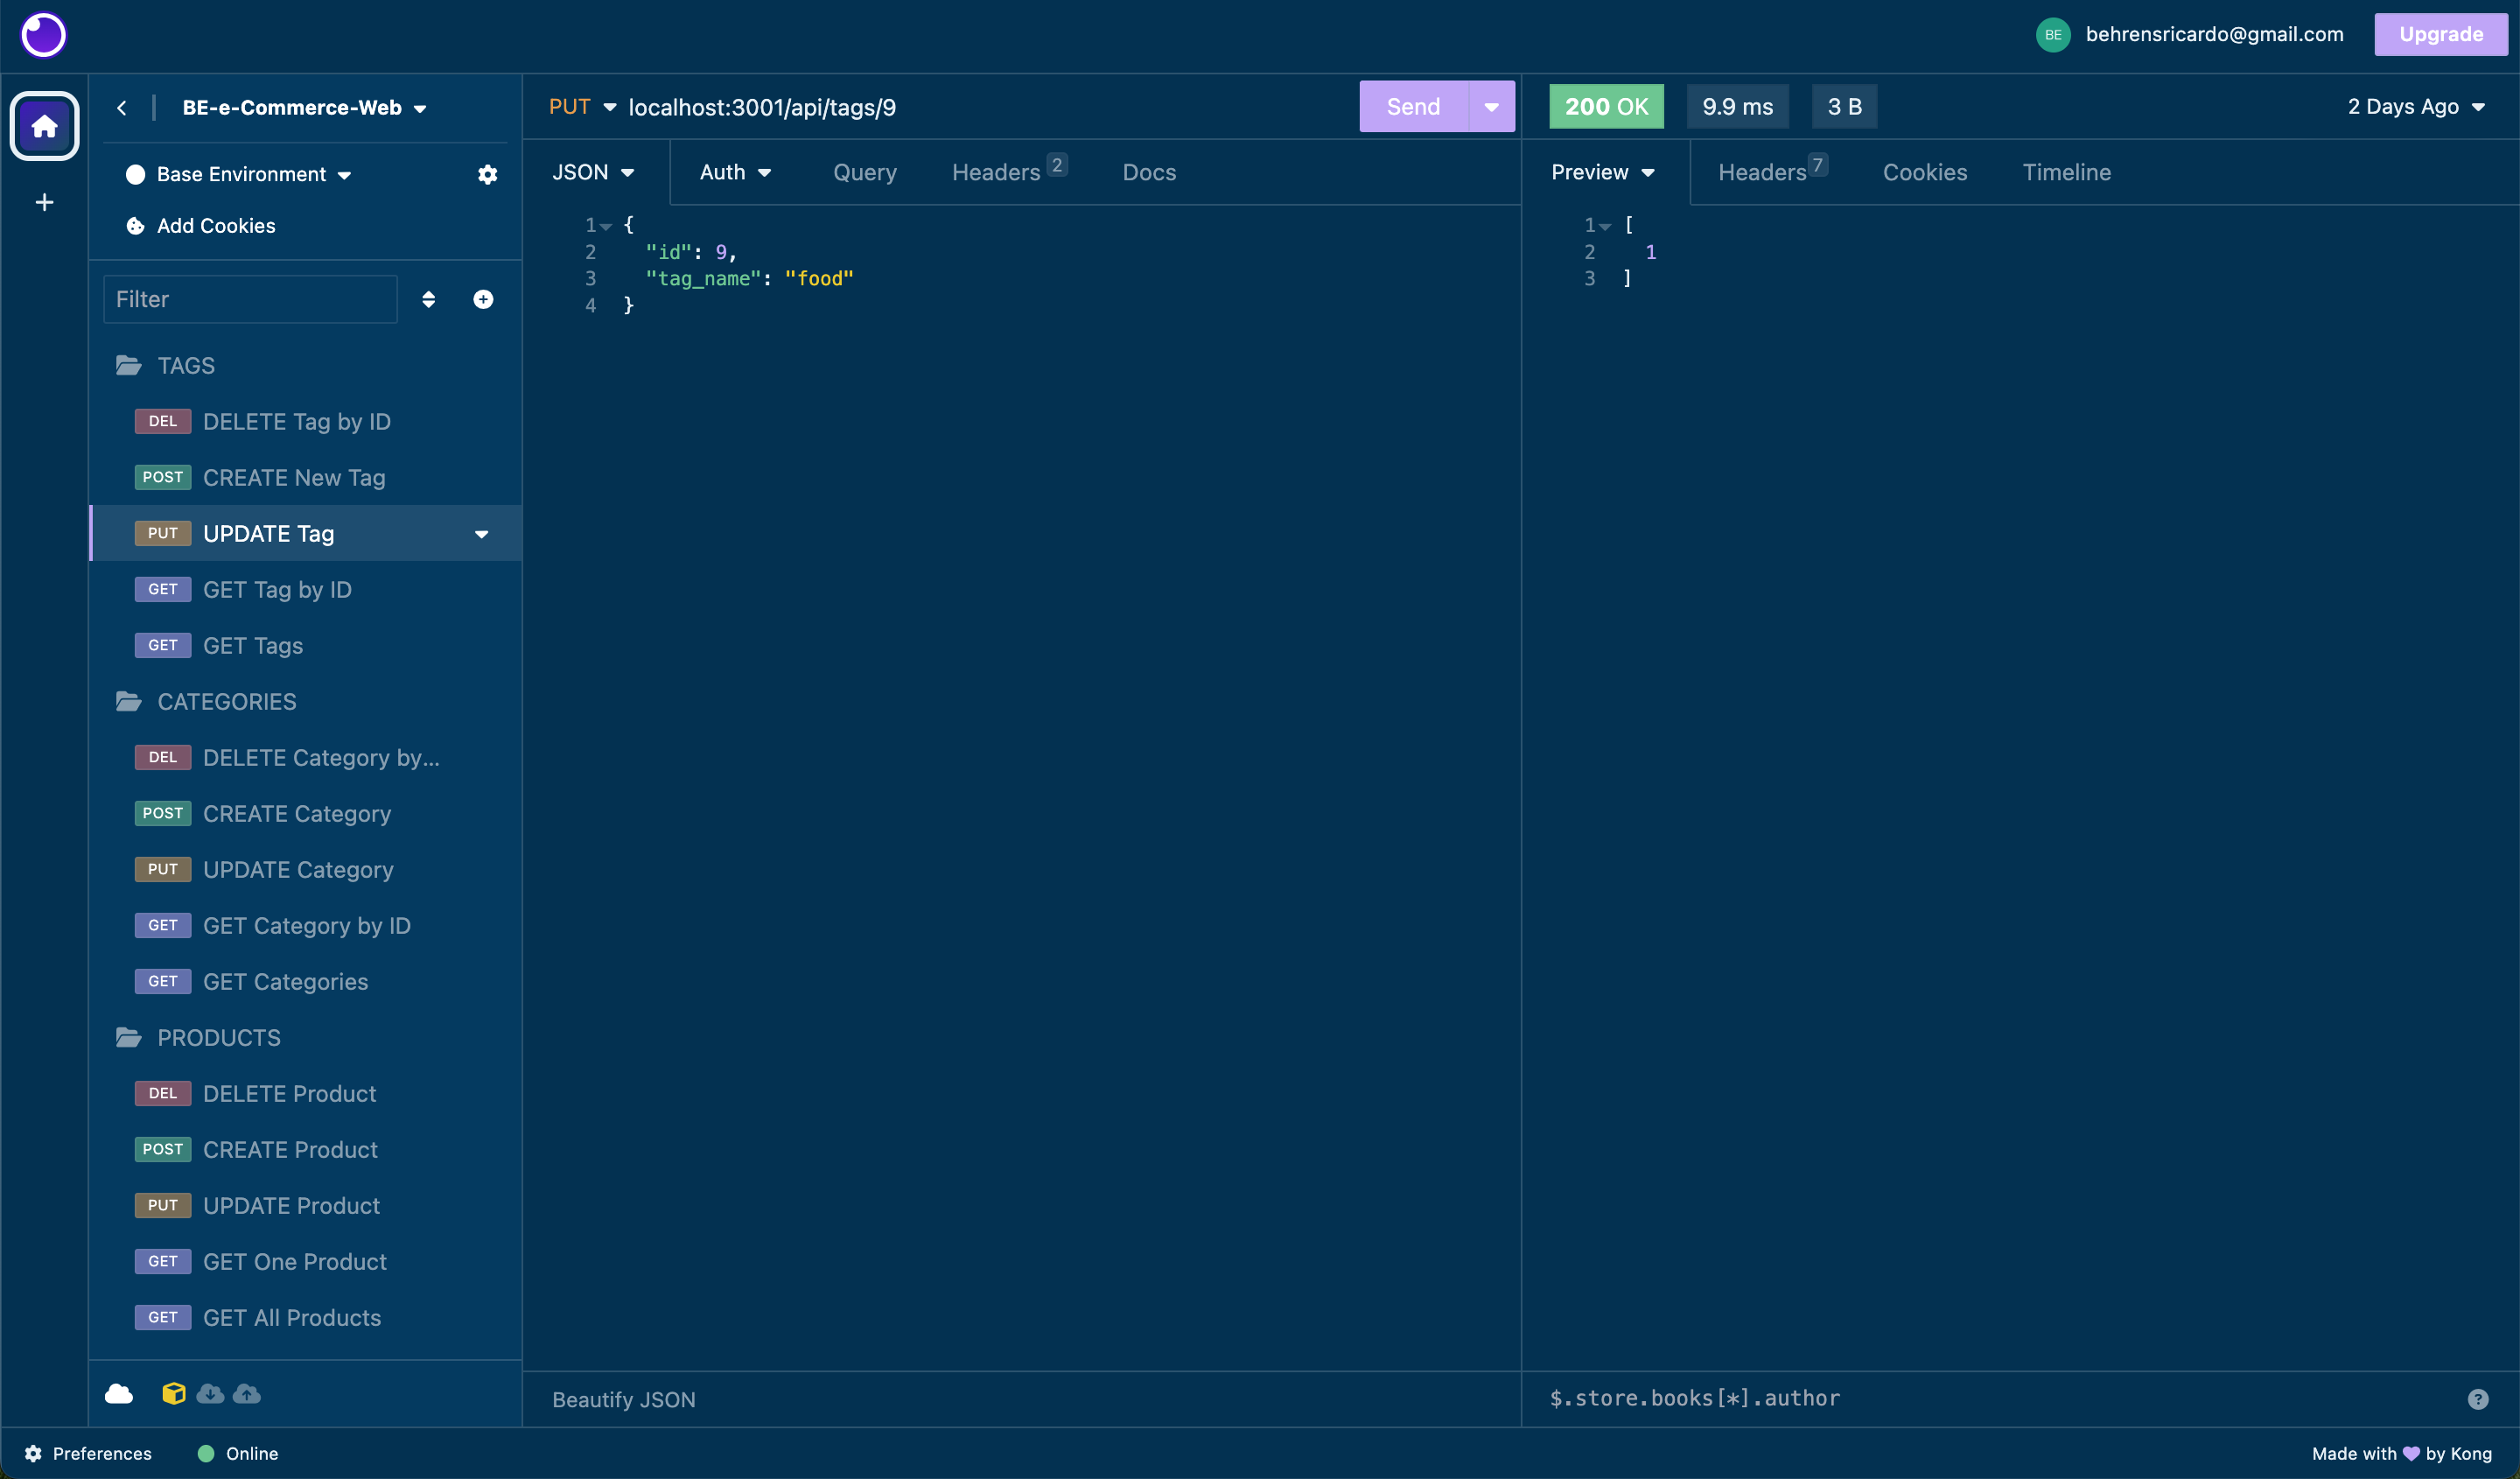 BE behrensricardo@gmail.com Upgrade
BE-e-Commerce-Web
Base Environment
Add Cookies
Filter
TAGS
DEL DELETE Tag by ID
POST CREATE New Tag
PUT UPDATE Tag
GET GET Tag by ID
GET GET Tags
CATEGORIES
DEL DELETE Category by...
POST CREATE Category
PUT UPDATE Category
GET GET Category by ID
GET GET Categories
PRODUCTS
DEL DELETE Product
POST CREATE Product
PUT UPDATE Product
GET GET One Product
GET GET All Products
PUT localhost:3001/api/tags/9 Send
JSON Auth Query Headers 2 Docs
1 {
2 "id": 9,
3 "tag_name": "food"
4 }
Beautify JSON
200 OK 9.9 ms 3 B 2 Days Ago
Preview Headers 7 Cookies Timeline
1 [
2 1
3 ]
$.store.books[*].author ?
Preferences Online Made with 💜 by Kong